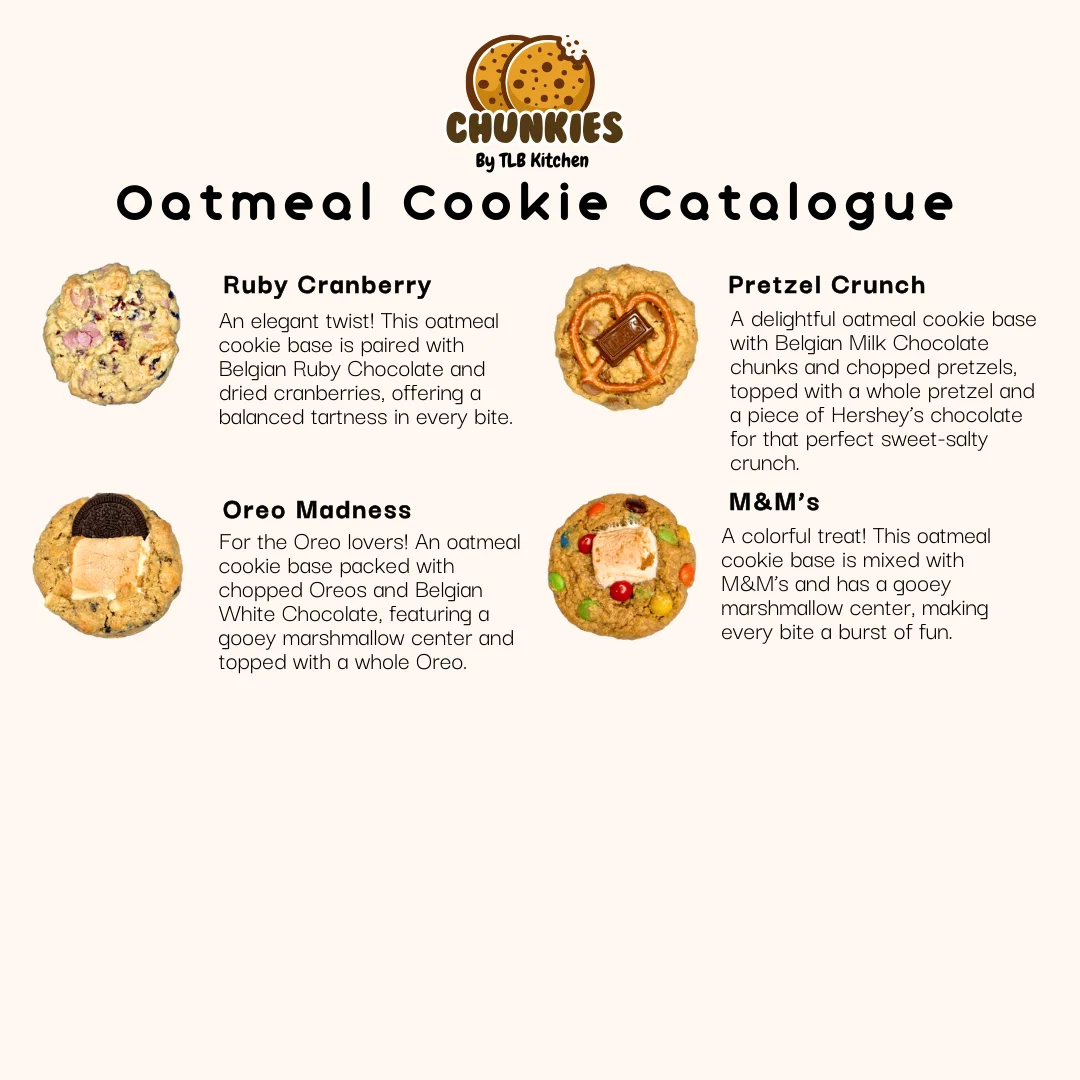 CHUNKIES
By TLB Kitchen
Oatmeal Cookie Catalogue
Ruby Cranberry
An elegant twist! This oatmeal
cookie base is paired with
Belgian Ruby Chocolate and
dried cranberries, offering a
balanced tartness in every bite.
Pretzel Crunch
A delightful oatmeal cookie base
with Belgian Milk Chocolate
chunks and chopped pretzels,
topped with a whole pretzel and
a piece of Hershey's chocolate
for that perfect sweet-salty
crunch.
Oreo Madness
For the Oreo lovers! An oatmeal
cookie base packed with
chopped Oreos and Belgian
White Chocolate, featuring a
gooey marshmallow center and
topped with a whole Oreo.
M&M's
A colorful treat! This oatmeal
cookie base is mixed with
M&M's and has a gooey
marshmallow center, making
every bite a burst of fun.